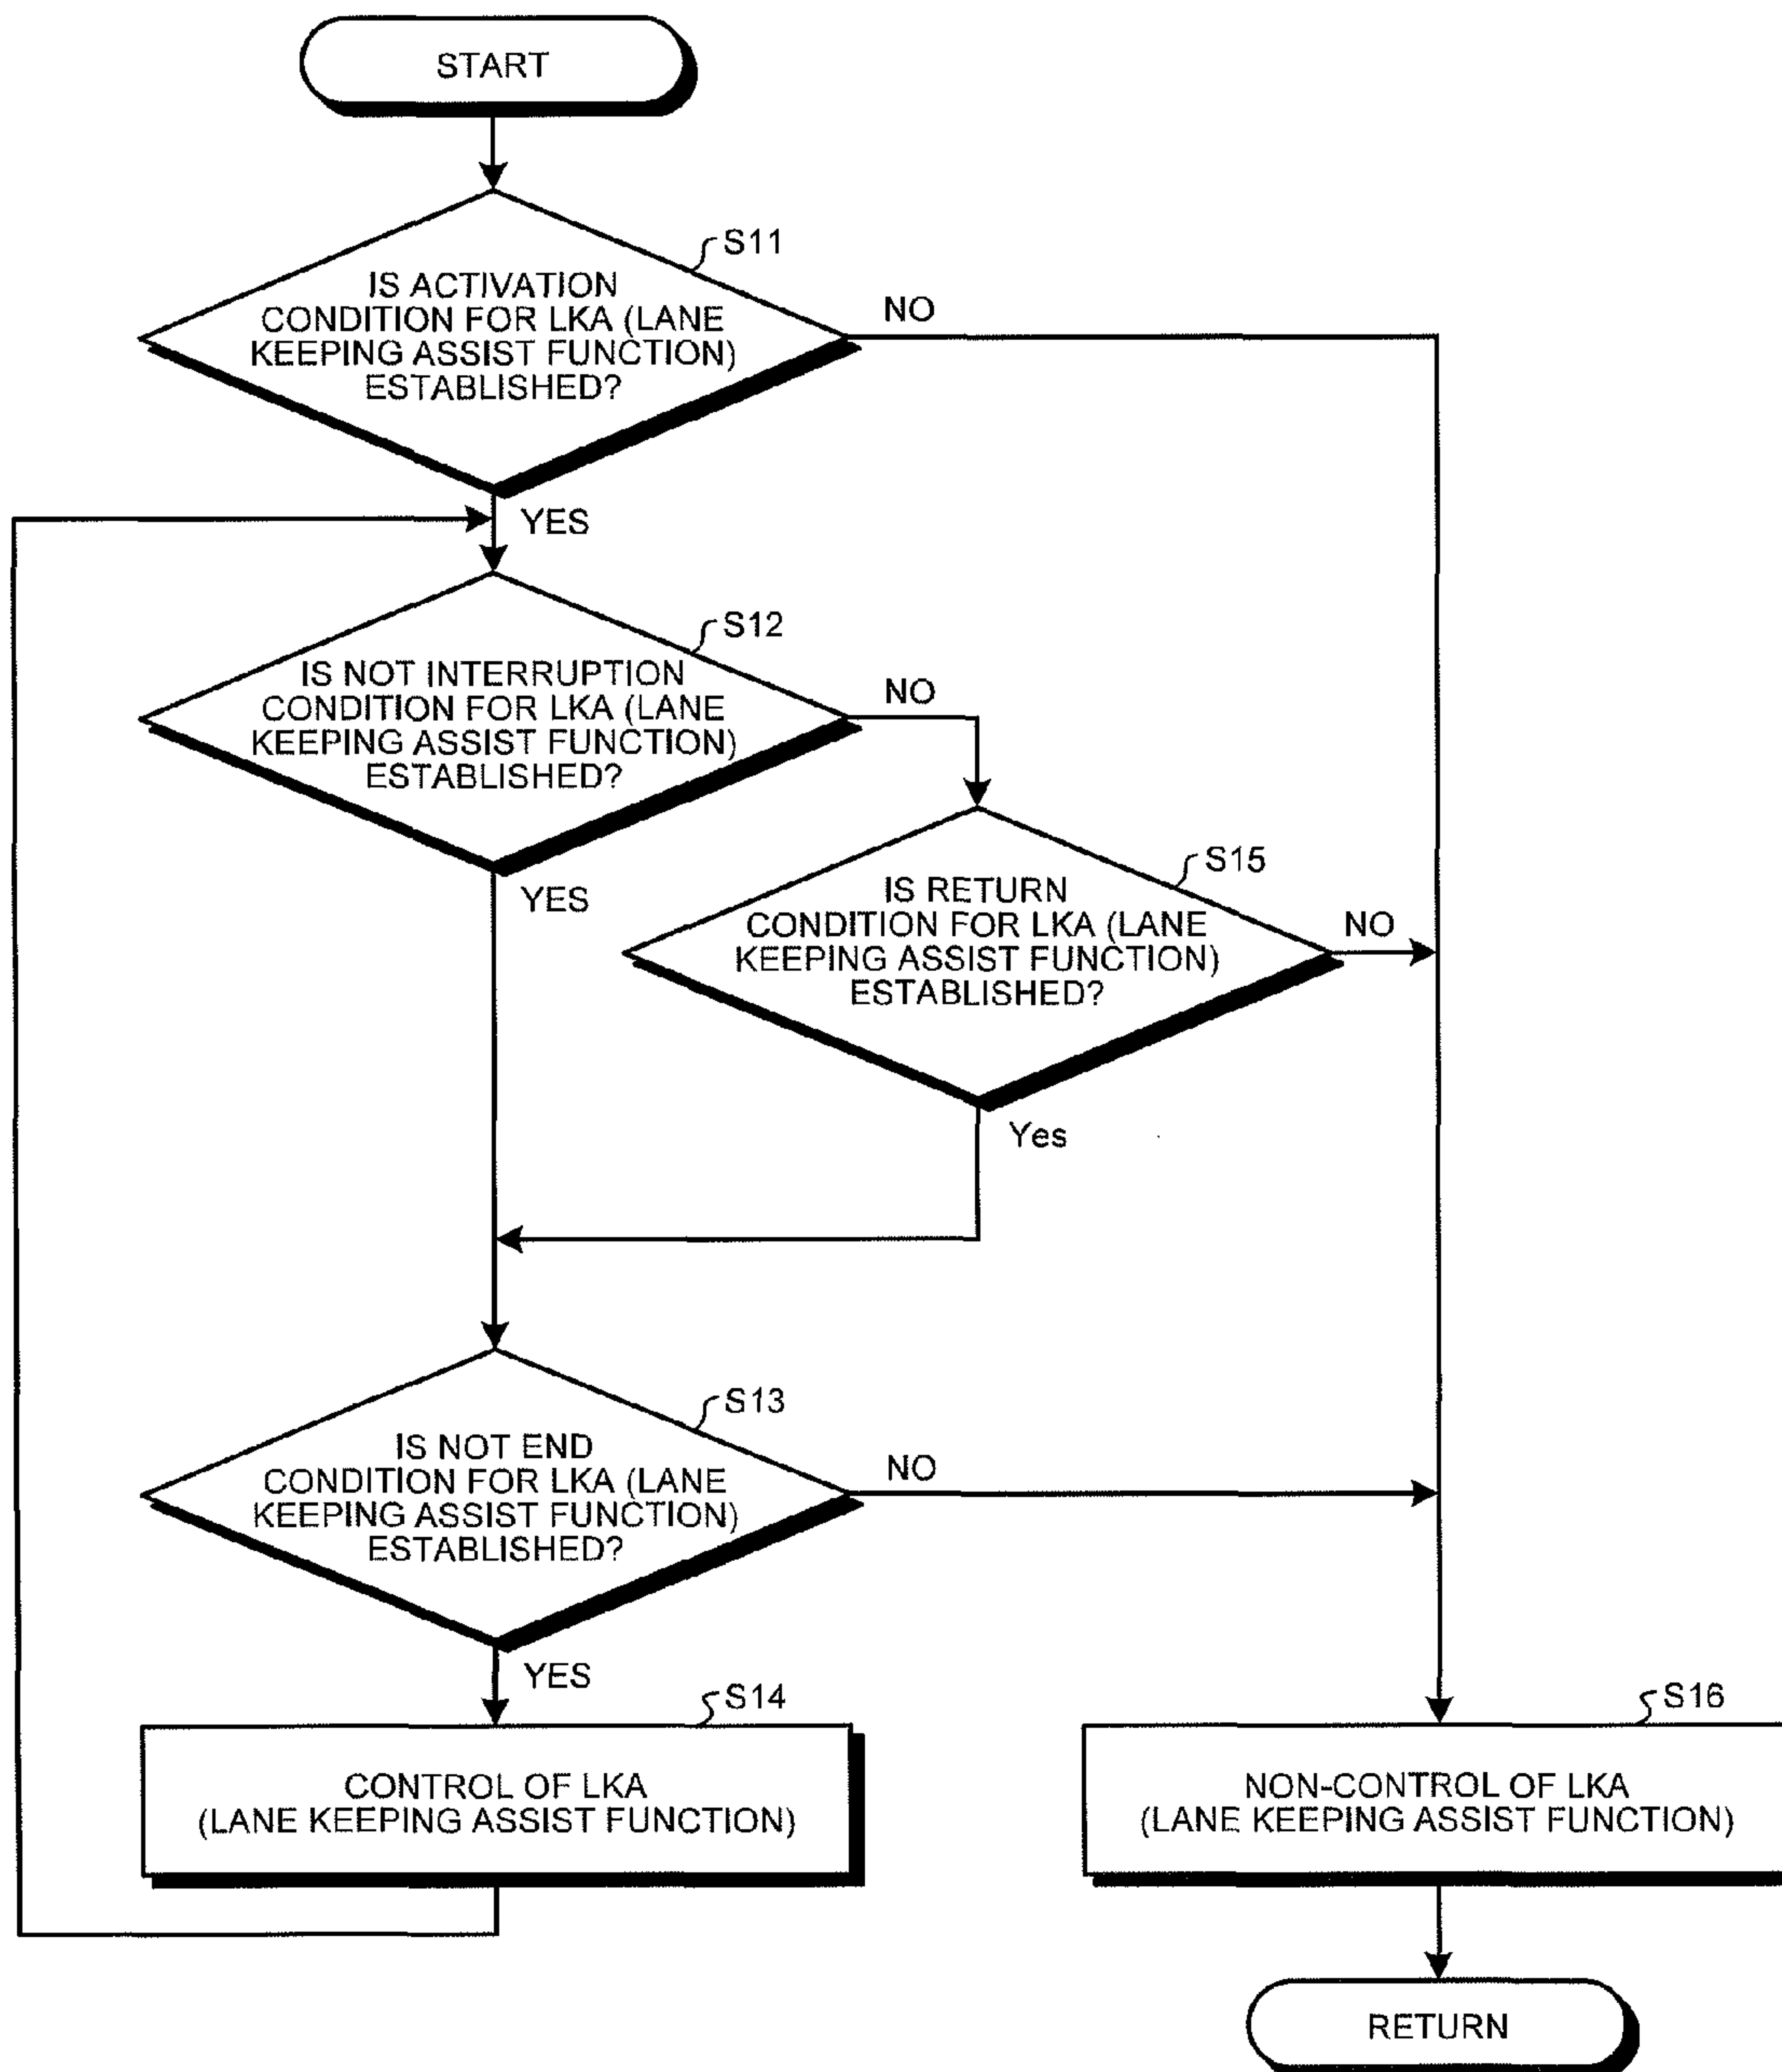 START
S11
IS ACTIVATION
CONDITION FOR LKA (LANE
KEEPING ASSIST FUNCTION)
ESTABLISHED?
NO
YES
S12
IS NOT INTERRUPTION
CONDITION FOR LKA (LANE
KEEPING ASSIST FUNCTION)
ESTABLISHED?
NO
YES
S15
IS RETURN
CONDITION FOR LKA (LANE
KEEPING ASSIST FUNCTION)
ESTABLISHED?
NO
Yes
S13
IS NOT END
CONDITION FOR LKA (LANE
KEEPING ASSIST FUNCTION)
ESTABLISHED?
NO
YES
S14
CONTROL OF LKA
(LANE KEEPING ASSIST FUNCTION)
S16
NON-CONTROL OF LKA
(LANE KEEPING ASSIST FUNCTION)
RETURN